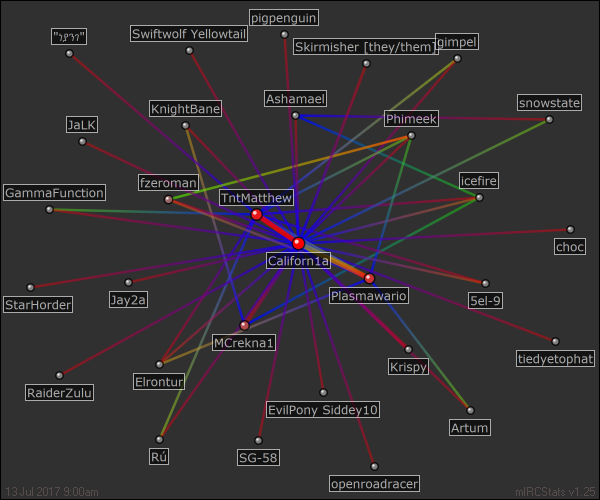 pigpenguin
Swiftwolf Yellowtail
Skirmisher [they/them]
gimpel
KnightBane
Ashamael
Phimeek
snowstate
JaLK
fzeroman
TntMatthew
icefire
GammaFunction
Californ1a
choc
StarHorder
Jay2a
Plasmawario
5el-9
MCrekna1
tiedyetophat
RaiderZulu
Elrontur
Krispy
EvilPony Siddey10
Artum
Rú
SG-58
openroadracer
13 Jul 2017 9:00am
mIRCStats v1.25